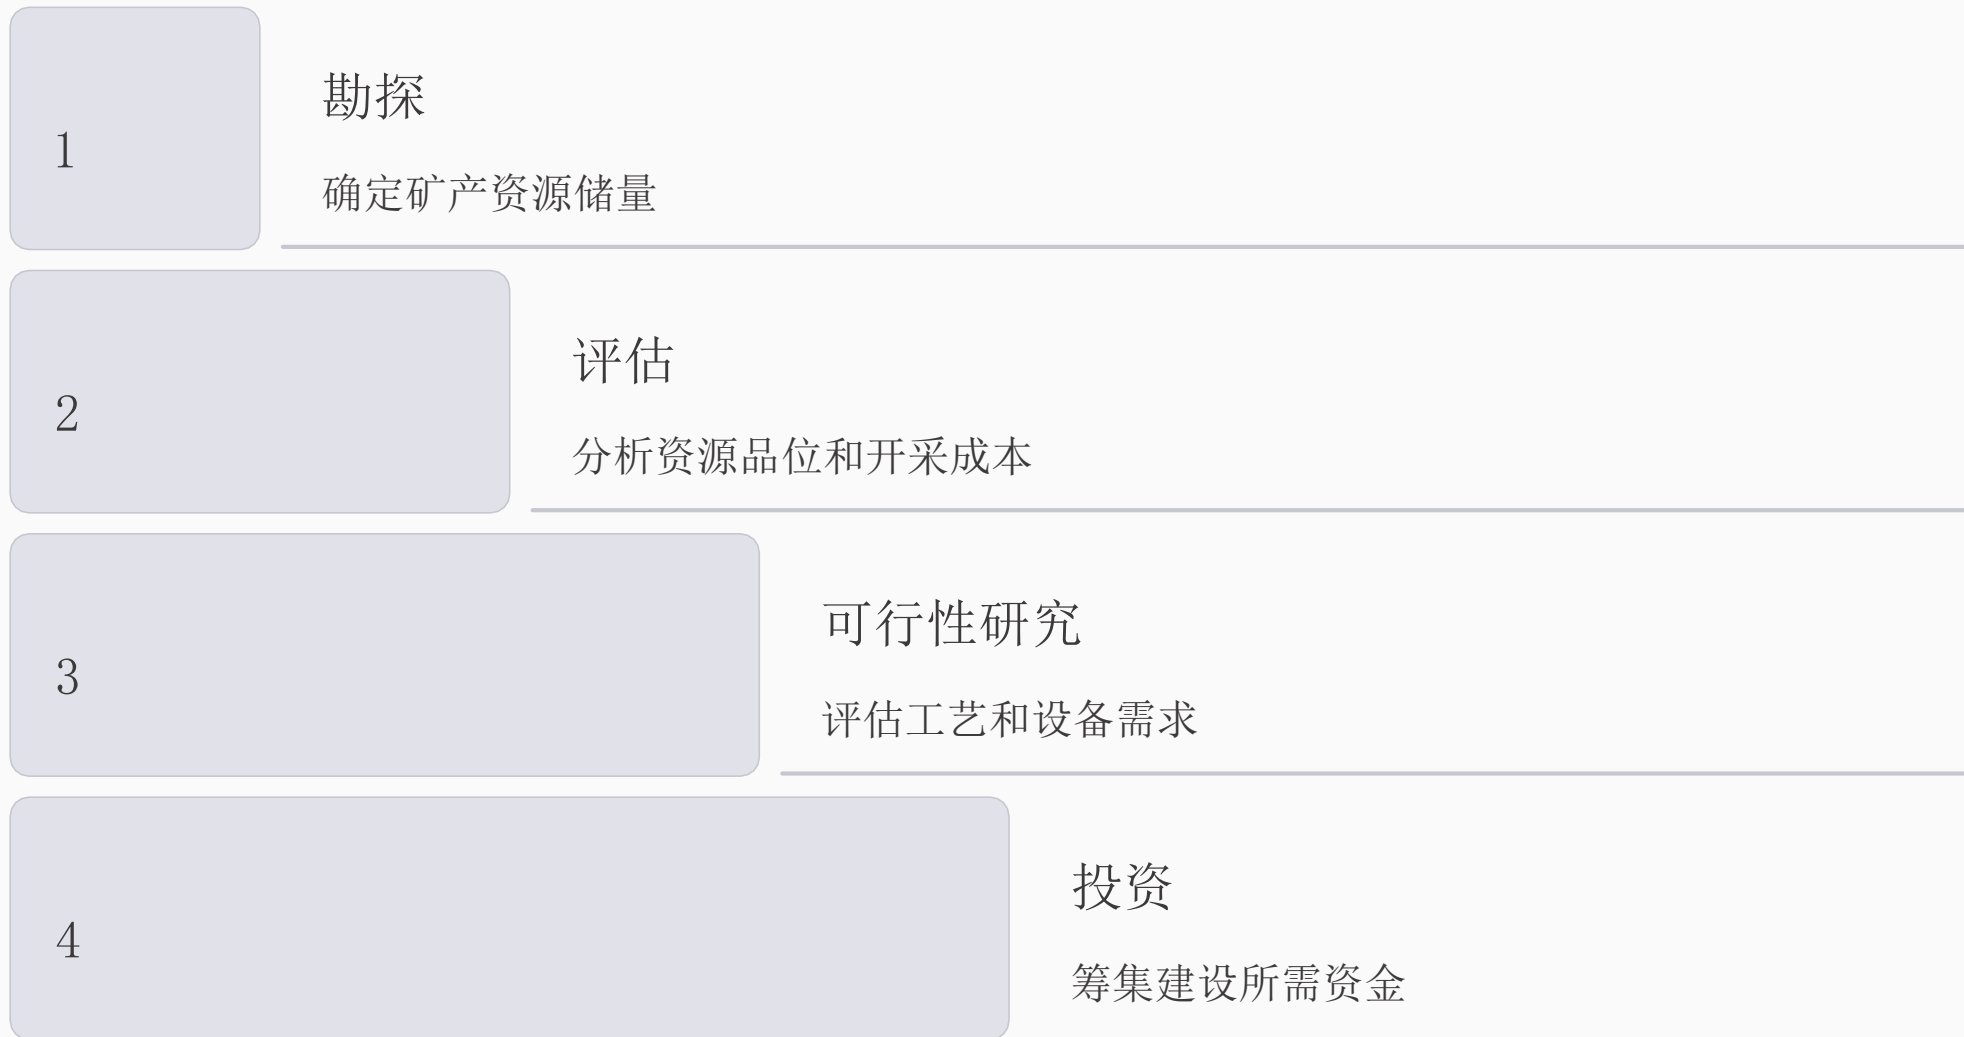 1
勘探
确定矿产资源储量
2
评估
分析资源品位和开采成本
3
可行性研究
评估工艺和设备需求
4
投资
筹集建设所需资金